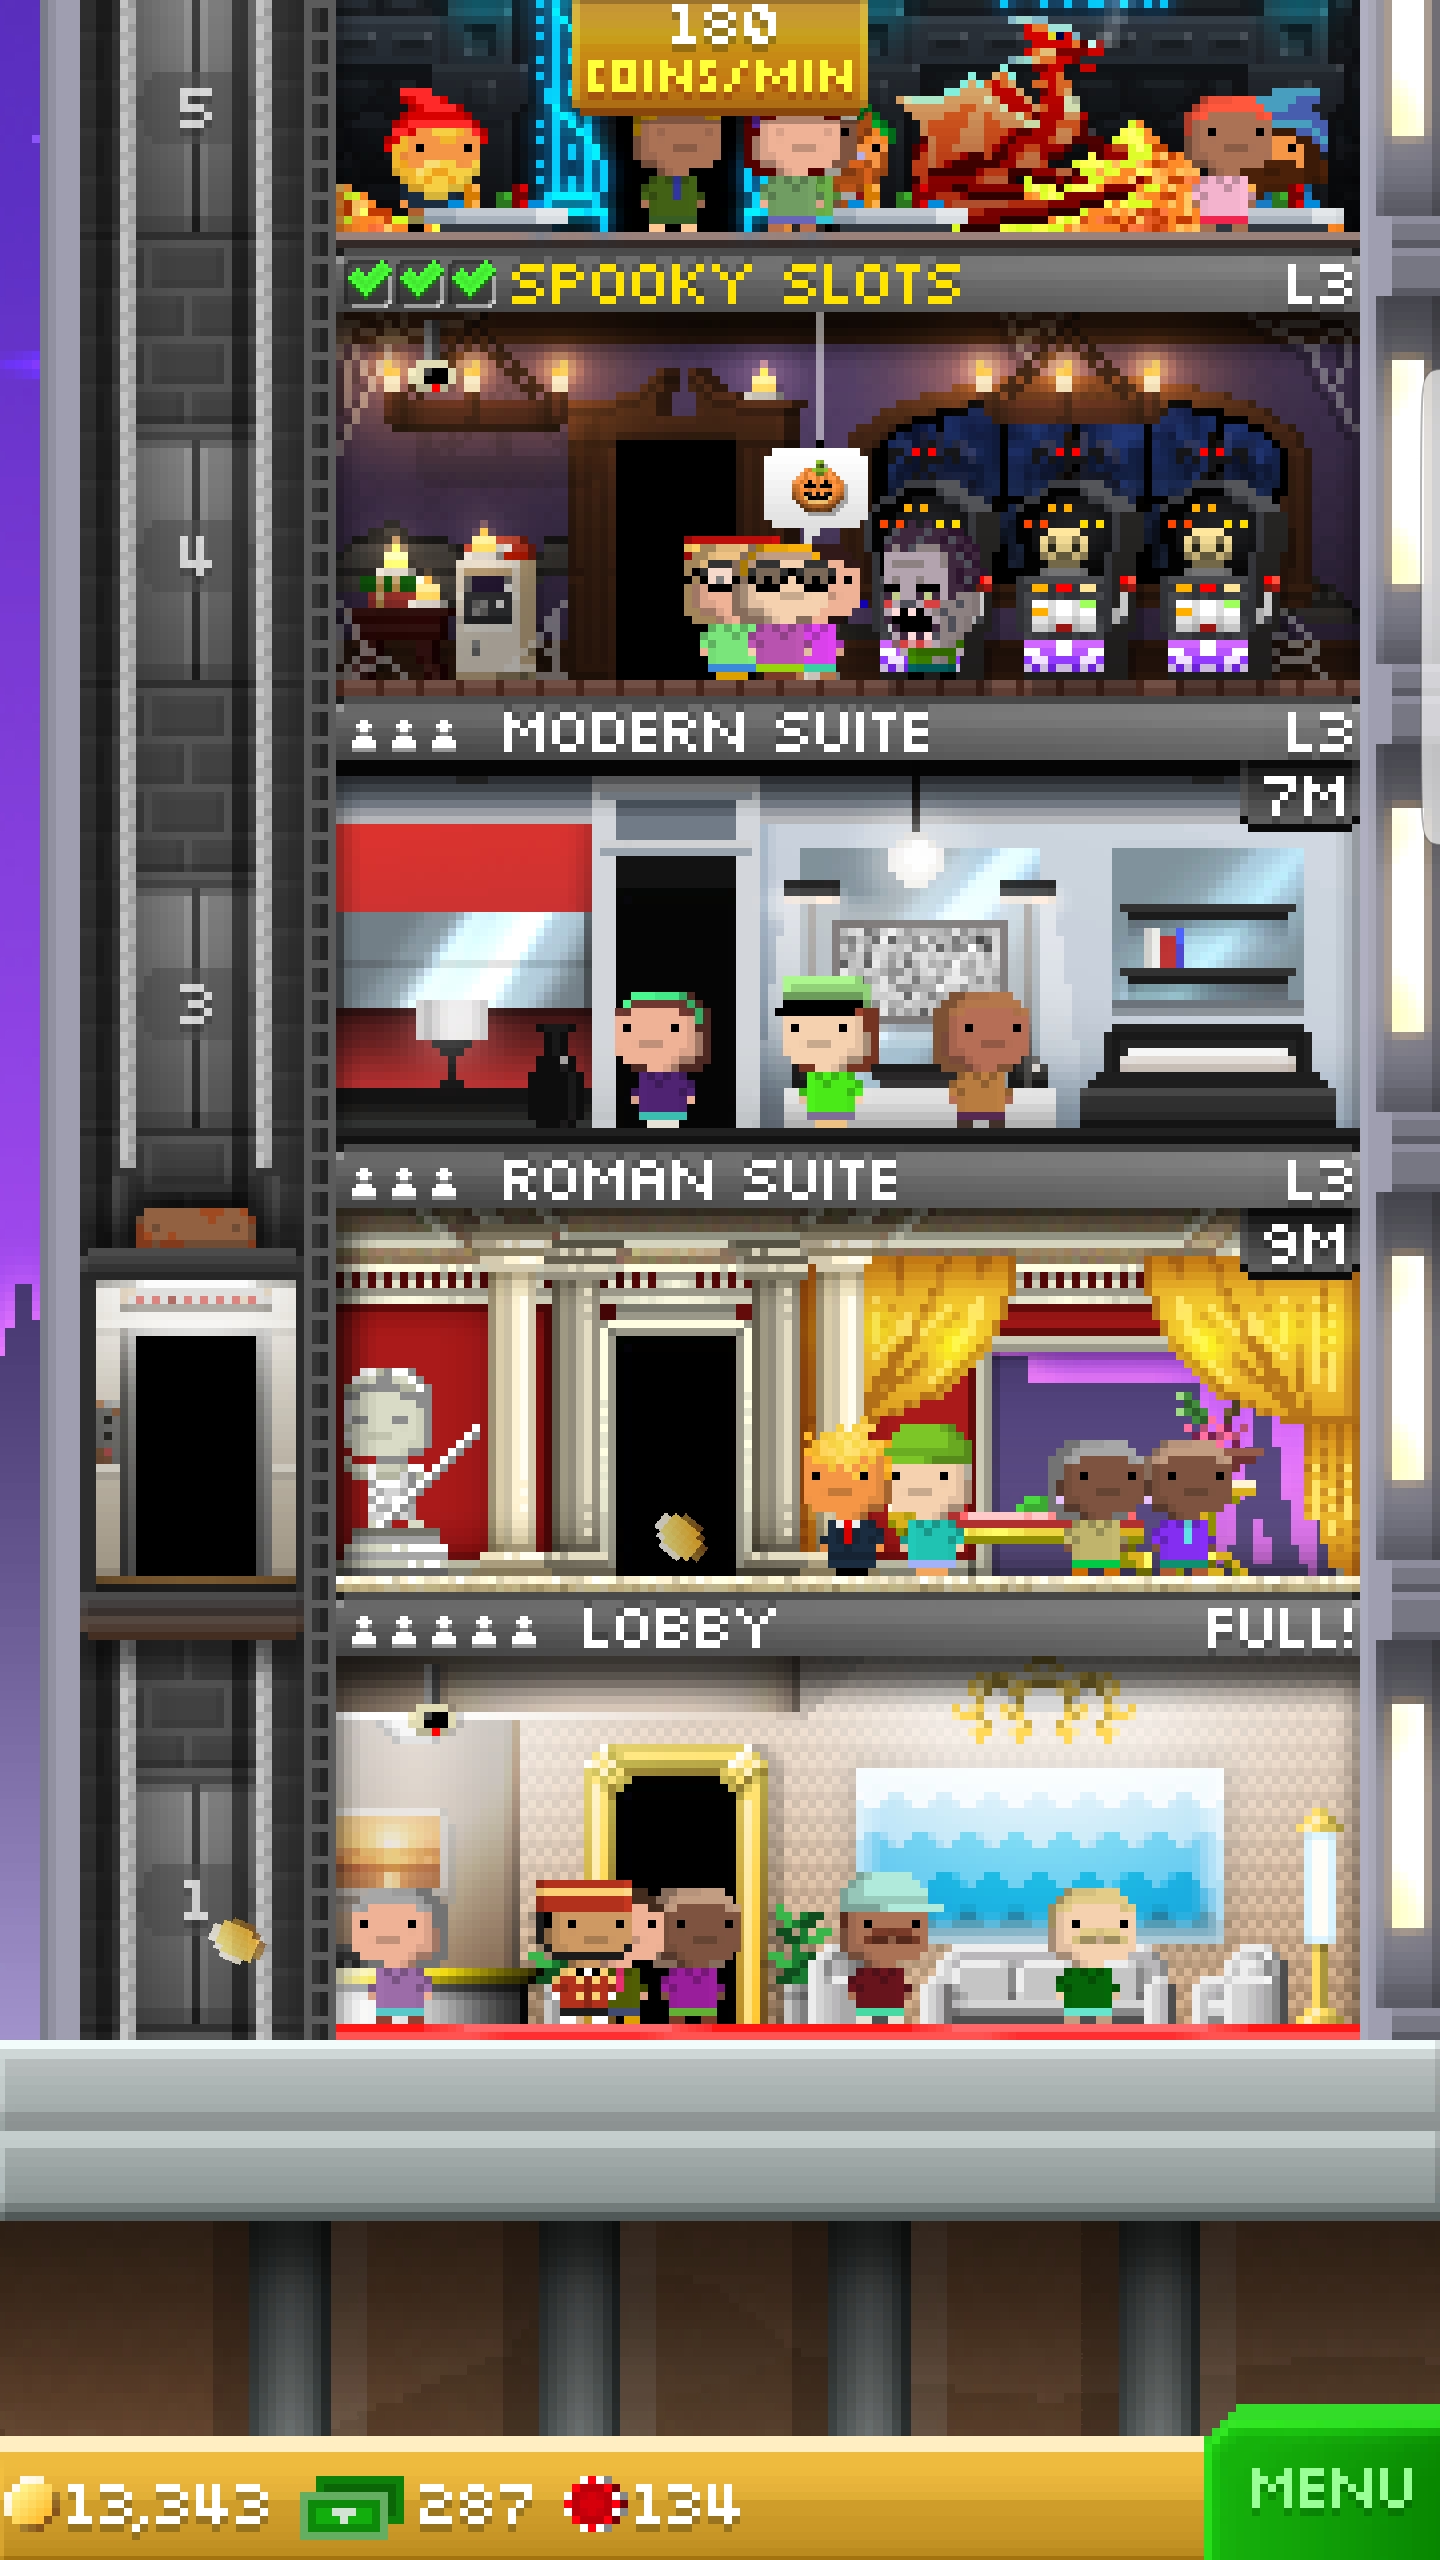 180
COINS/MIN
5
SPOOKY SLOTS L3
4
MODERN SUITE L3
7M
3
ROMAN SUITE L3
9M
LOBBY FULL!
1
13,343 287 134
MENU